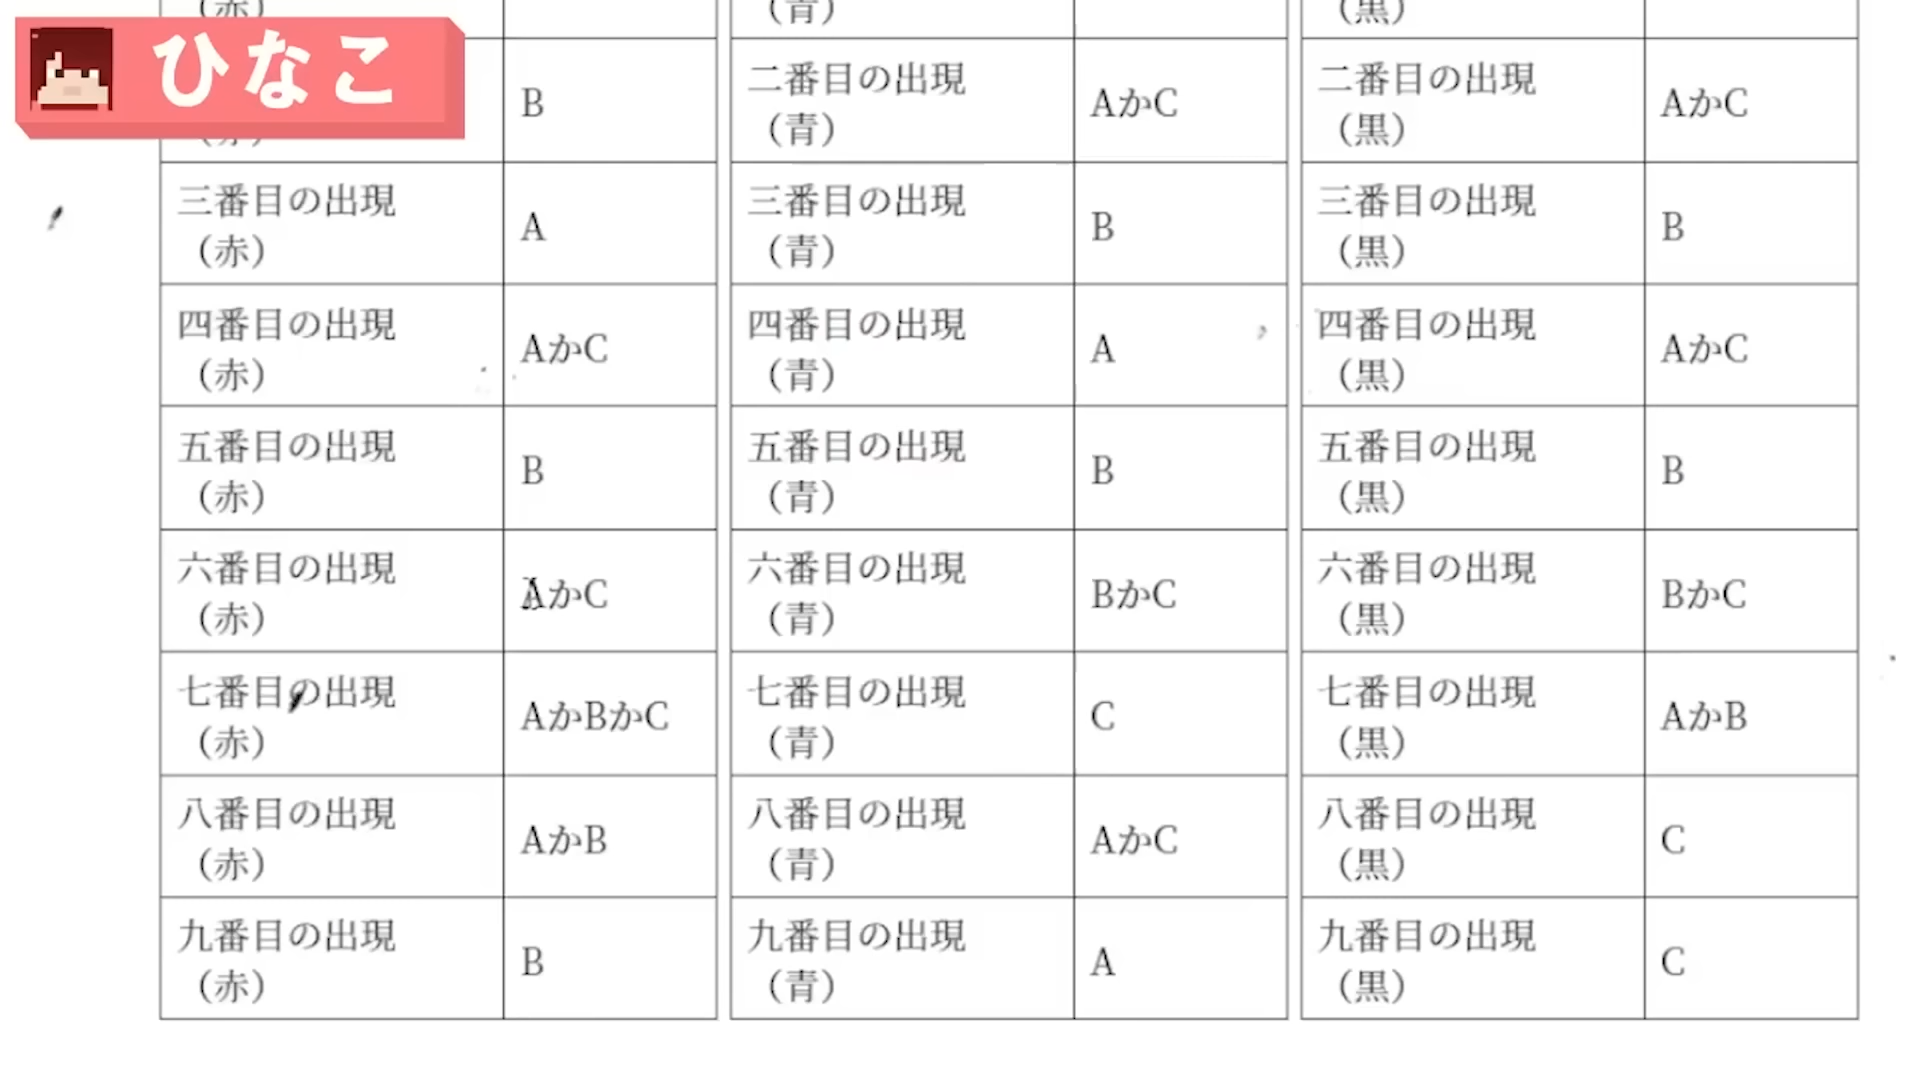 ひなこ
（青）
（黒）
B
二番目の出現
（青）
AかC
二番目の出現
（黒）
AかC
三番目の出現
（赤）
A
三番目の出現
（青）
B
三番目の出現
（黒）
B
四番目の出現
（赤）
AかC
四番目の出現
（青）
A
四番目の出現
（黒）
AかC
五番目の出現
（赤）
B
五番目の出現
（青）
B
五番目の出現
（黒）
B
六番目の出現
（赤）
AかC
六番目の出現
（青）
BかC
六番目の出現
（黒）
BかC
七番目の出現
（赤）
AかBかC
七番目の出現
（青）
C
七番目の出現
（黒）
AかB
八番目の出現
（赤）
AかB
八番目の出現
（青）
AかC
八番目の出現
（黒）
C
九番目の出現
（赤）
B
九番目の出現
（青）
A
九番目の出現
（黒）
C